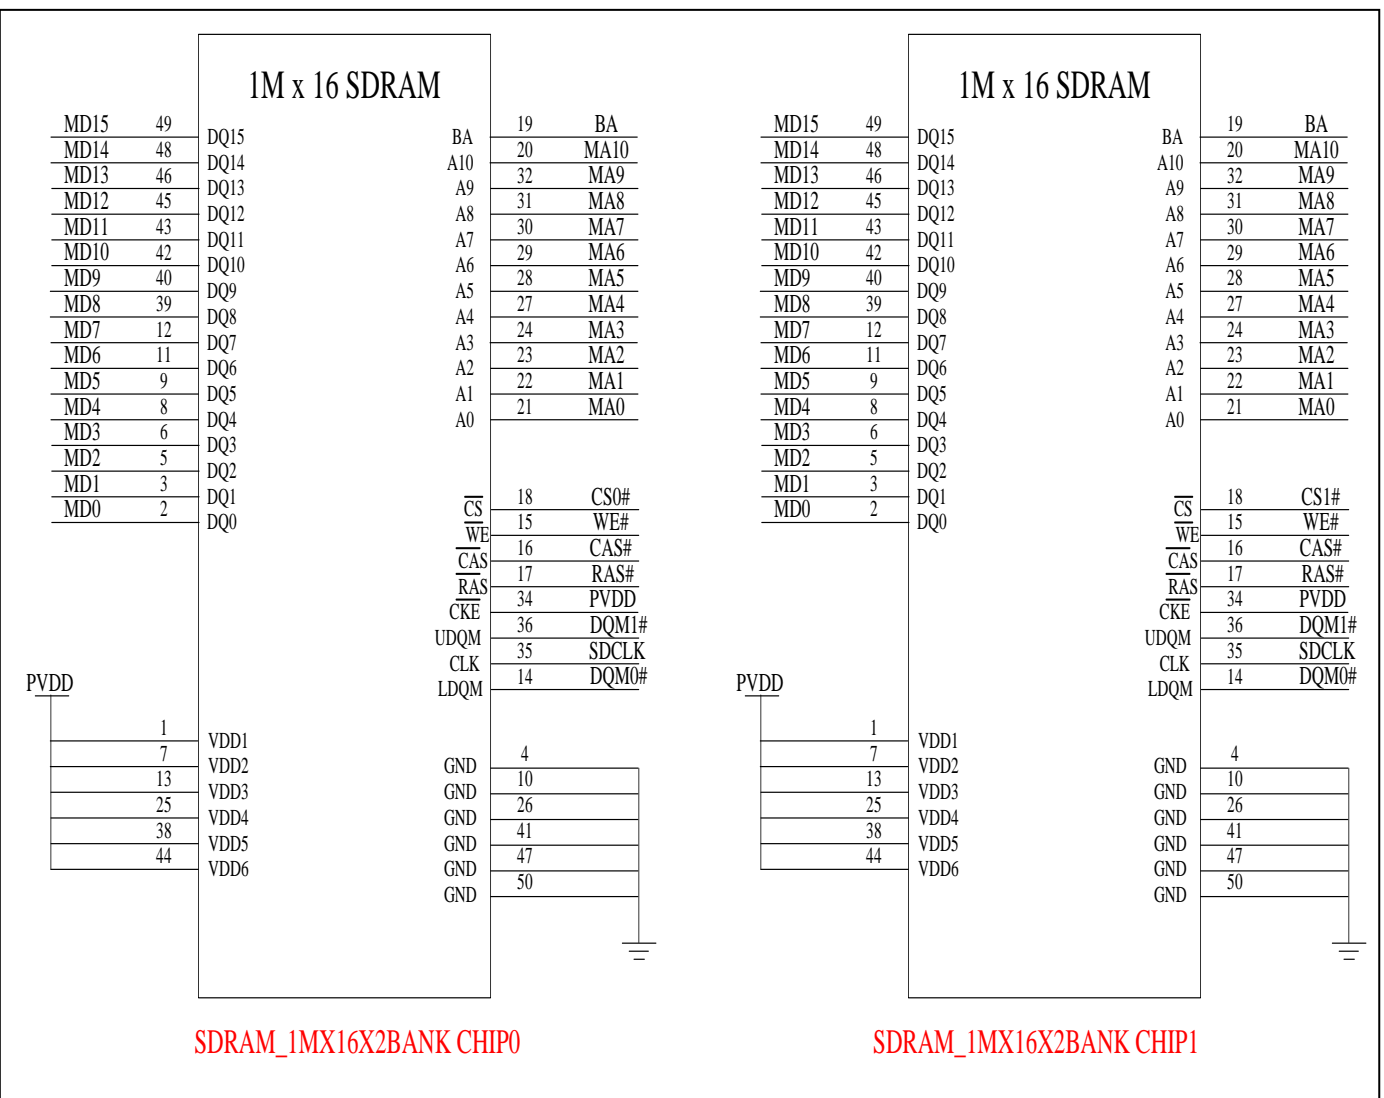 1M x 16 SDRAM
MD15 49 DQ15 BA 19 BA
MD14 48 DQ14 A10 20 MA10
MD13 46 DQ13 A9 32 MA9
MD12 45 DQ12 A8 31 MA8
MD11 43 DQ11 A7 30 MA7
MD10 42 DQ10 A6 29 MA6
MD9 40 DQ9 A5 28 MA5
MD8 39 DQ8 A4 27 MA4
MD7 12 DQ7 A3 24 MA3
MD6 11 DQ6 A2 23 MA2
MD5 9 DQ5 A1 22 MA1
MD4 8 DQ4 A0 21 MA0
MD3 6 DQ3
MD2 5 DQ2
MD1 3 DQ1 CS 18 CS0#
MD0 2 DQ0 WE 15 WE#
CAS 16 CAS#
RAS 17 RAS#
CKE 34 PVDD
UDQM 36 DQM1#
CLK 35 SDCLK
PVDD LDQM 14 DQM0#
1 VDD1
7 VDD2 GND 4
13 VDD3 GND 10
25 VDD4 GND 26
38 VDD5 GND 41
44 VDD6 GND 47
GND 50
SDRAM_1MX16X2BANK CHIP0
1M x 16 SDRAM
MD15 49 DQ15 BA 19 BA
MD14 48 DQ14 A10 20 MA10
MD13 46 DQ13 A9 32 MA9
MD12 45 DQ12 A8 31 MA8
MD11 43 DQ11 A7 30 MA7
MD10 42 DQ10 A6 29 MA6
MD9 40 DQ9 A5 28 MA5
MD8 39 DQ8 A4 27 MA4
MD7 12 DQ7 A3 24 MA3
MD6 11 DQ6 A2 23 MA2
MD5 9 DQ5 A1 22 MA1
MD4 8 DQ4 A0 21 MA0
MD3 6 DQ3
MD2 5 DQ2
MD1 3 DQ1 CS 18 CS1#
MD0 2 DQ0 WE 15 WE#
CAS 16 CAS#
RAS 17 RAS#
CKE 34 PVDD
UDQM 36 DQM1#
CLK 35 SDCLK
PVDD LDQM 14 DQM0#
1 VDD1
7 VDD2 GND 4
13 VDD3 GND 10
25 VDD4 GND 26
38 VDD5 GND 41
44 VDD6 GND 47
GND 50
SDRAM_1MX16X2BANK CHIP1